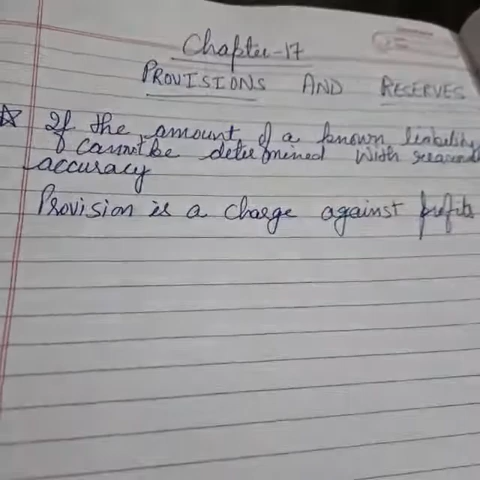 Chapter-17
PROVISIONS AND RESERVES
☆ If the amount of a known liability
cannot be determined with
accuracy
Provision is a charge against profits